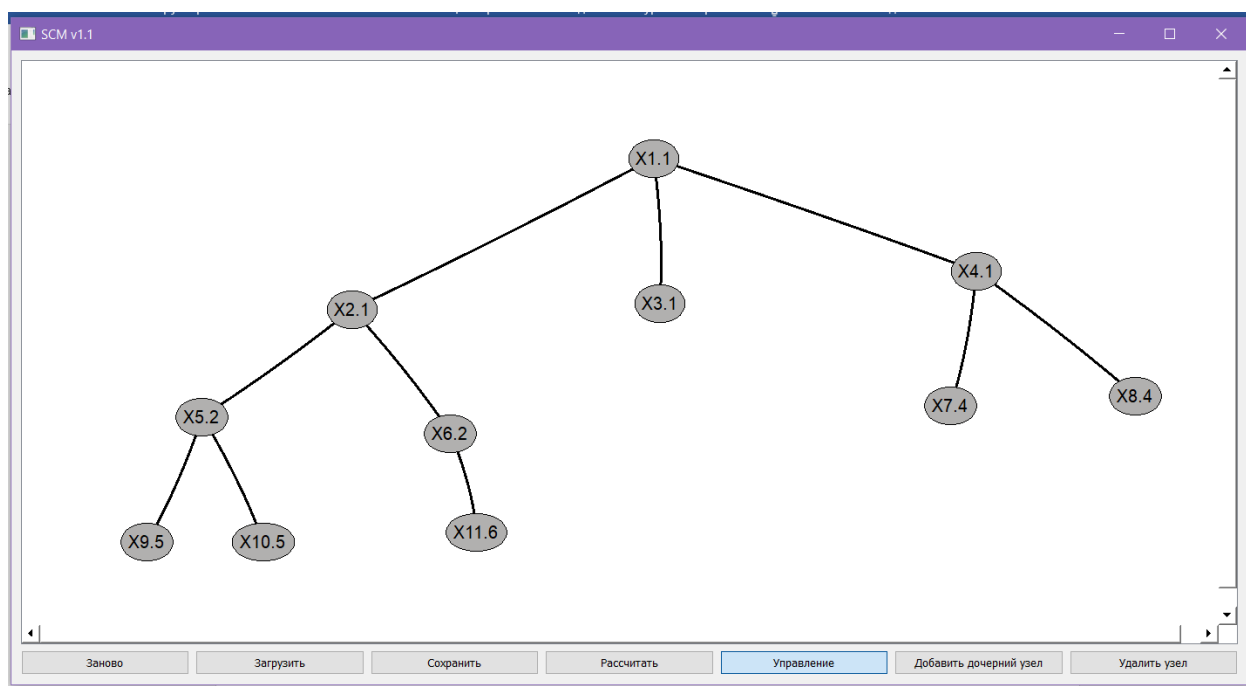 SCM v1.1
X1.1
X4.1
X2.1
X3.1
X8.4
X7.4
X5.2
X6.2
X11.6
X9.5
X10.5
Заново
Загрузить
Сохранить
Рассчитать
Управление
Добавить дочерний узел
Удалить узел